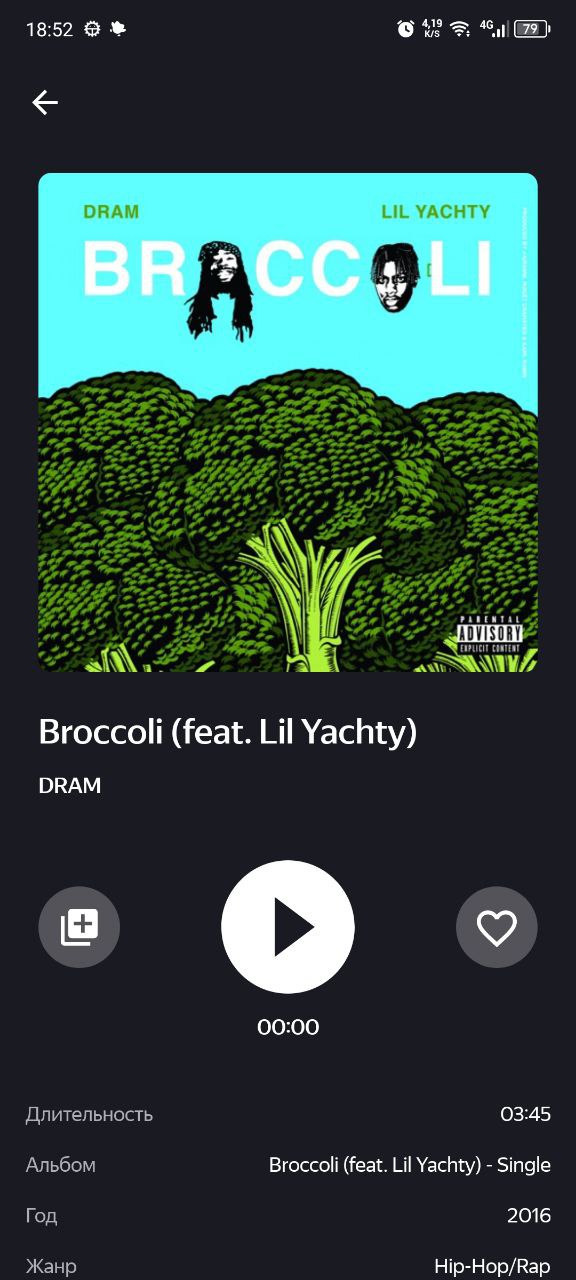 18:52
4,19
K/S
4G
79
DRAM LIL YACHTY
BROCCOLI
PARENTAL
ADVISORY
EXPLICIT CONTENT
Broccoli (feat. Lil Yachty)
DRAM
00:00
Длительность 03:45
Альбом Broccoli (feat. Lil Yachty) - Single
Год 2016
Жанр Hip-Hop/Rap